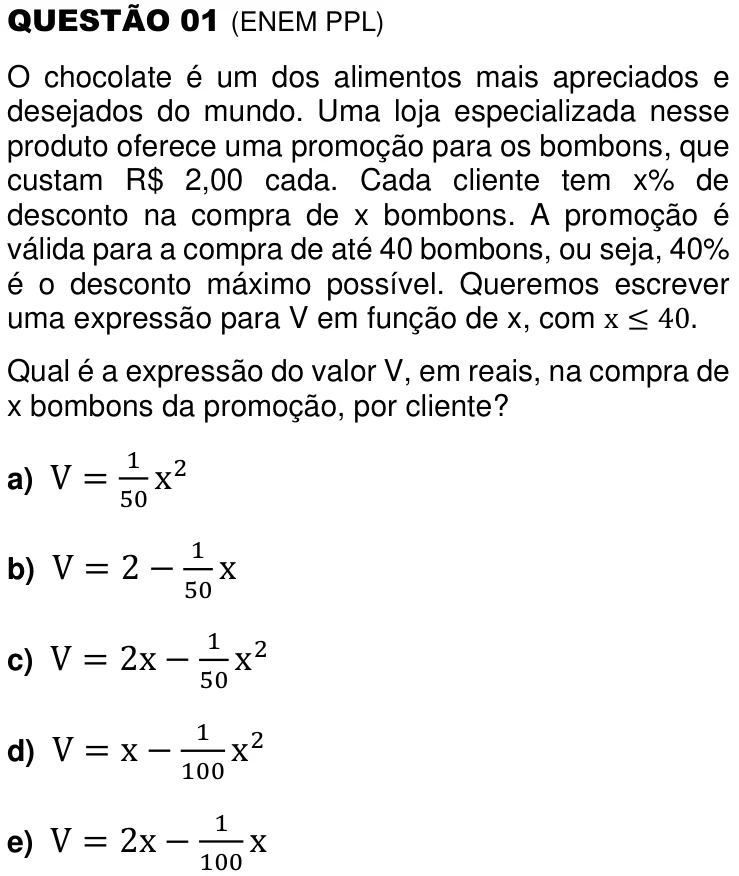 QUESTÃO 01 (ENEM PPL)
O chocolate é um dos alimentos mais apreciados e
desejados do mundo. Uma loja especializada nesse
produto oferece uma promoção para os bombons, que
custam R$ 2,00 cada. Cada cliente tem x% de
desconto na compra de x bombons. A promoção é
válida para a compra de até 40 bombons, ou seja, 40%
é o desconto máximo possível. Queremos escrever
uma expressão para V em função de x, com x ≤ 40.
Qual é a expressão do valor V, em reais, na compra de
x bombons da promoção, por cliente?
a) V = 1/50 x²
b) V = 2 − 1/50 x
c) V = 2x − 1/50 x²
d) V = x − 1/100 x²
e) V = 2x − 1/100 x